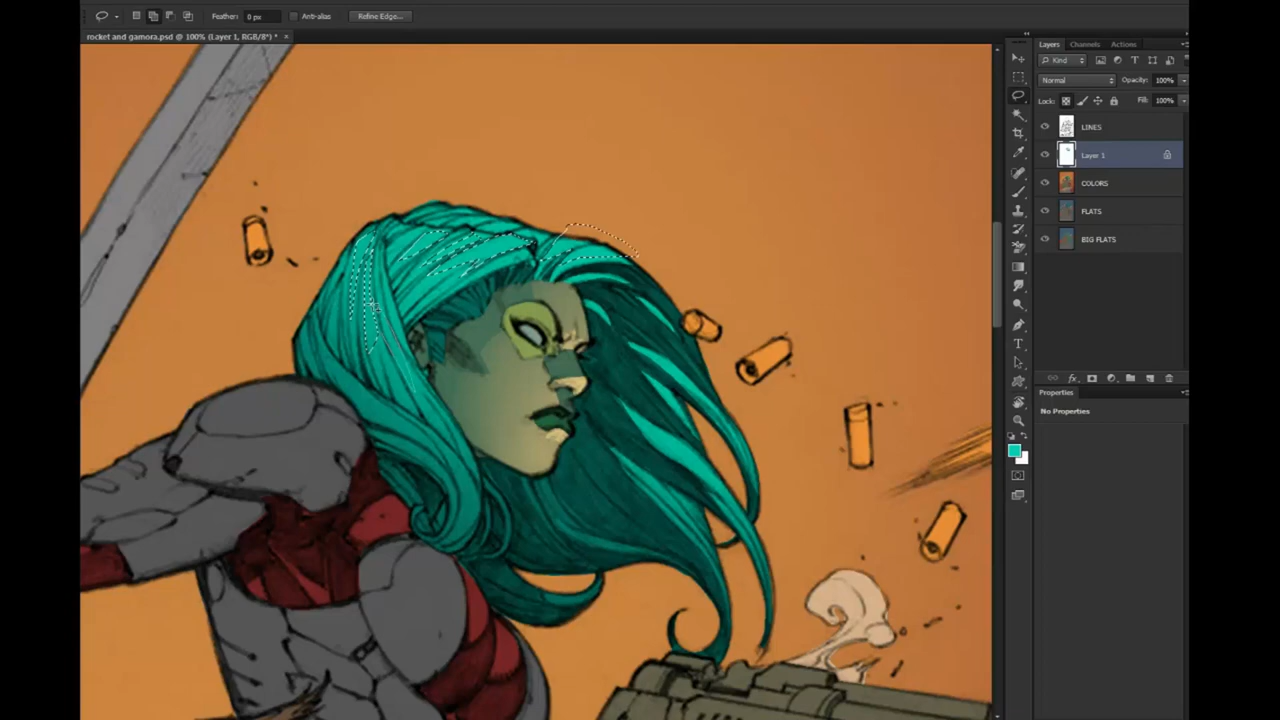 Feather: 0 px Anti-alias Refine Edge...
rocket and gamora.psd @ 100% (Layer 1, RGB/8*) * ×
Layers Channels Actions
Kind
Normal Opacity: 100%
Lock: Fill: 100%
LINES
Layer 1
COLORS
FLATS
BIG FLATS
fx
Properties
No Properties